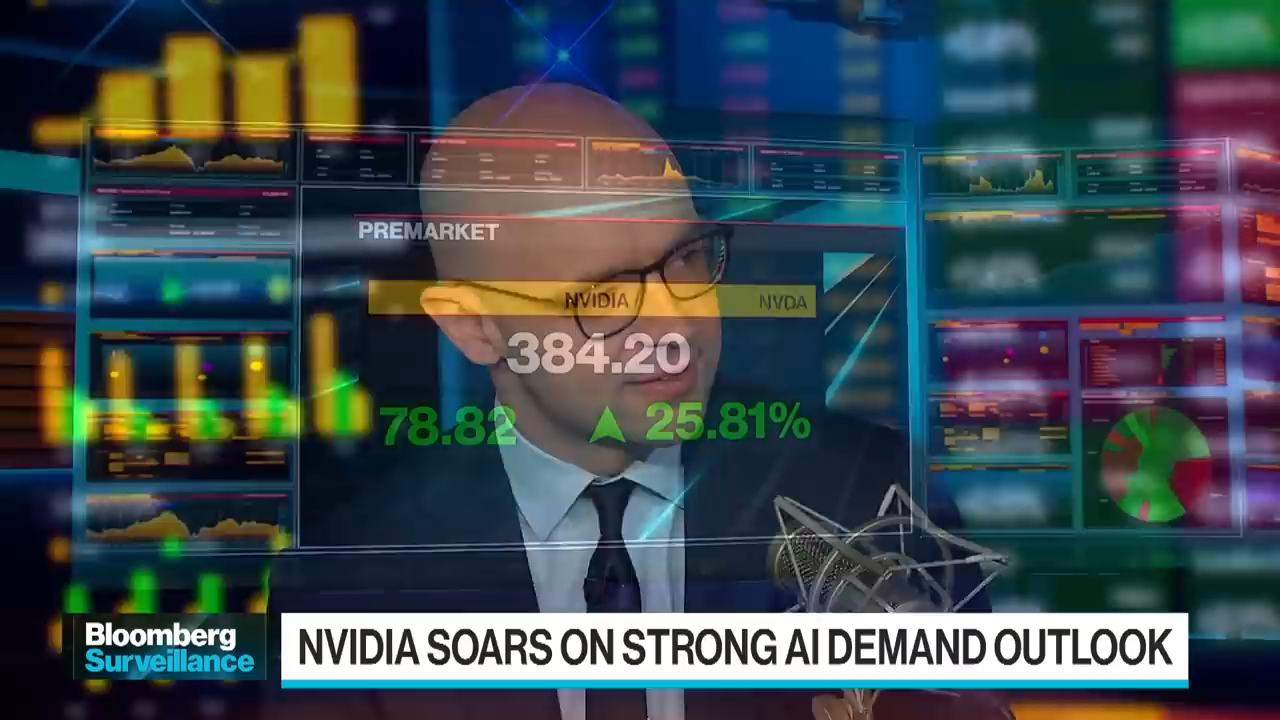 PREMARKET
NVIDIA NVDA
384.20
78.82 ▲ 25.81%
Bloomberg
Surveillance
NVIDIA SOARS ON STRONG AI DEMAND OUTLOOK